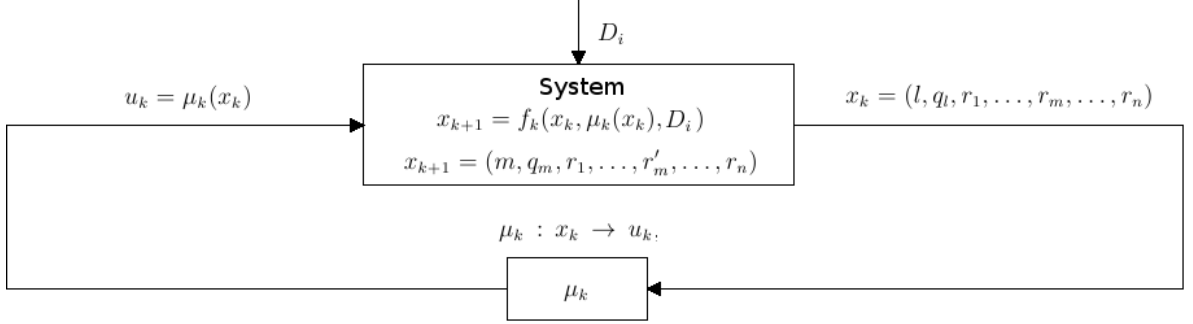 D_i
System
u_k = μ_k(x_k)
x_k = (l, q_l, r_1, . . . , r_m, . . . , r_n)
x_{k+1} = f_k(x_k, μ_k(x_k), D_i)
x_{k+1} = (m, q_m, r_1, . . . , r'_m, . . . , r_n)
μ_k : x_k → u_k.
μ_k